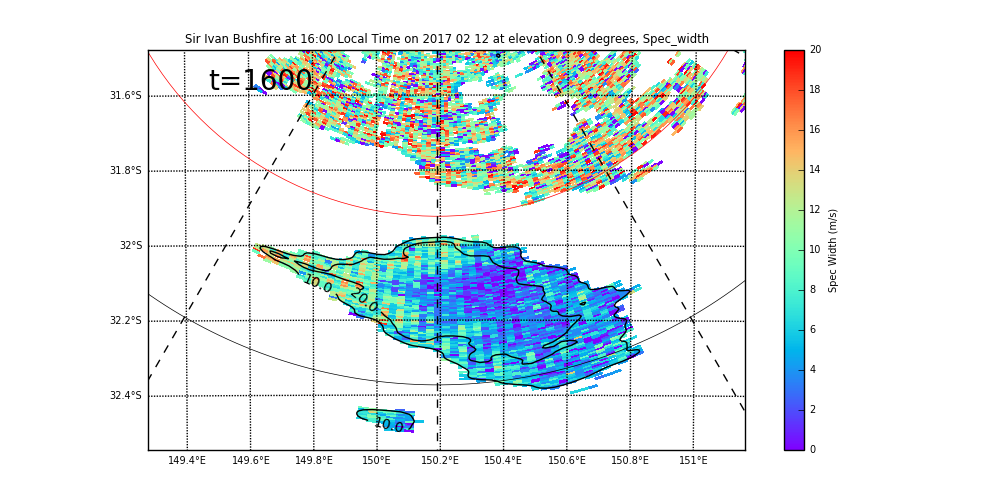 Sir Ivan Bushfire at 16:00 Local Time on 2017 02 12 at elevation 0.9 degrees, Spec_width
t=1600
31.6°S
31.8°S
32°S
32.2°S
32.4°S
10.0
20.0
10.0
149.4°E 149.6°E 149.8°E 150°E 150.2°E 150.4°E 150.6°E 150.8°E 151°E
20
18
16
14
12
10
8
6
4
2
0
Spec Width (m/s)